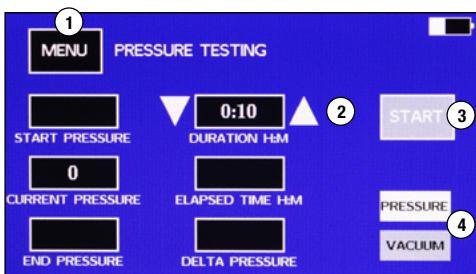 1
MENU PRESSURE TESTING
0:10 2 START 3
START PRESSURE DURATION H:M
0
CURRENT PRESSURE ELAPSED TIME H:M PRESSURE
4
VACUUM
END PRESSURE DELTA PRESSURE